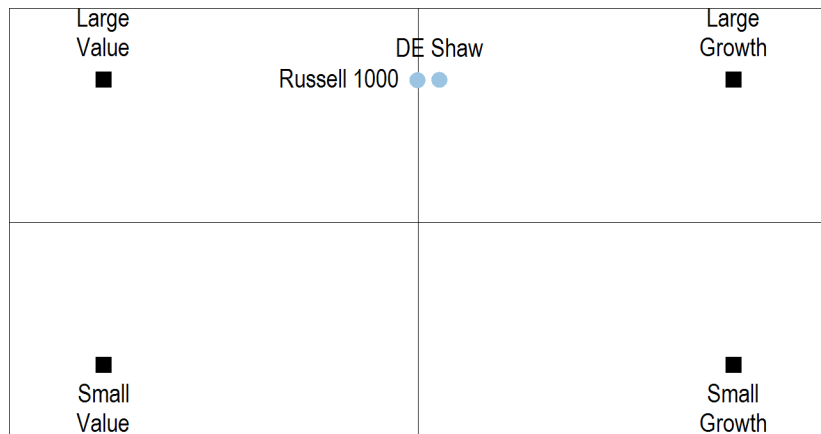 Large
Value
DE Shaw
Large
Growth
Russell 1000
Small
Value
Small
Growth